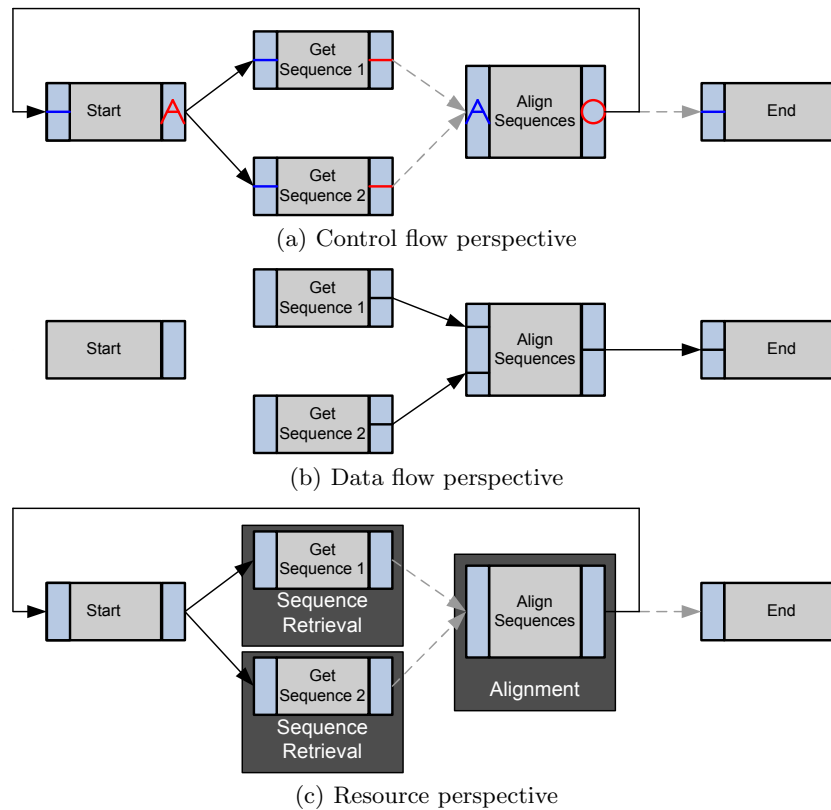 Get
Sequence 1
Start
A
A
Align
Sequences
End
Get
Sequence 2
(a) Control flow perspective
Get
Sequence 1
Start
Align
Sequences
End
Get
Sequence 2
(b) Data flow perspective
Get
Sequence 1
Sequence
Retrieval
Start
Align
Sequences
End
Get
Sequence 2
Alignment
Sequence
Retrieval
(c) Resource perspective